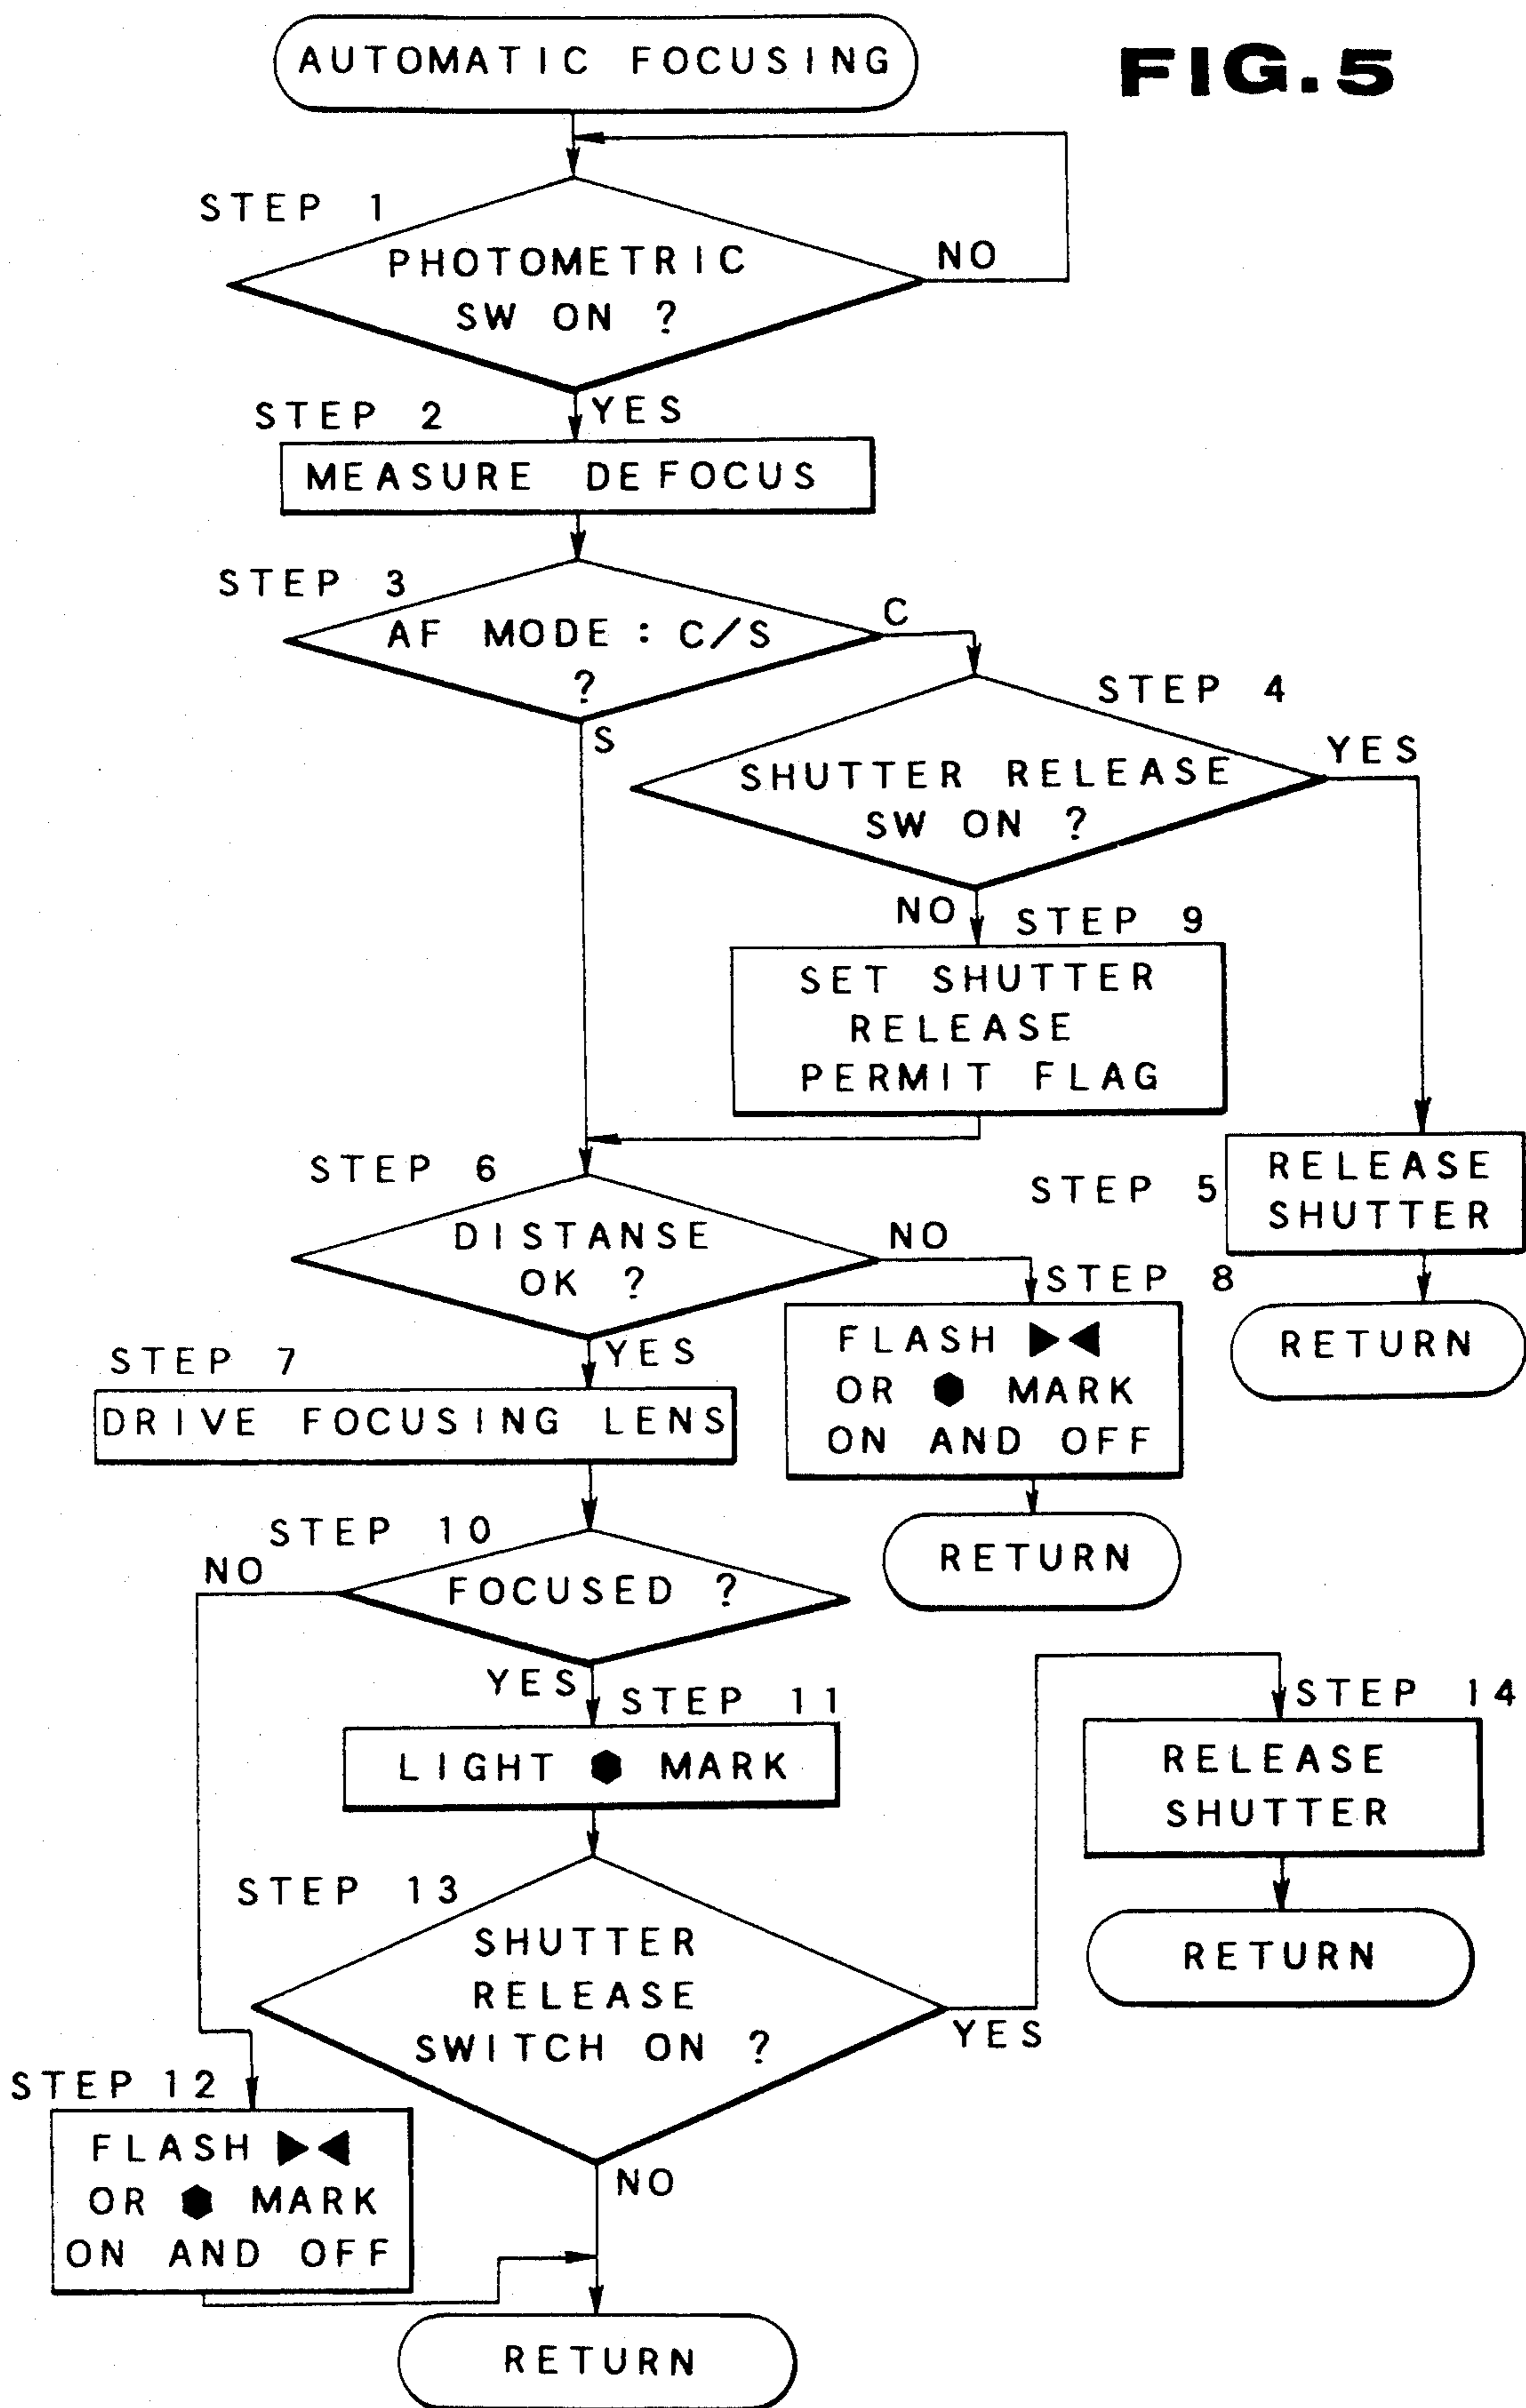 AUTOMATIC FOCUSING
FIG.5
STEP 1
PHOTOMETRIC
SW ON ?
NO
YES
STEP 2
MEASURE DEFOCUS
STEP 3
AF MODE : C/S
?
C
S
STEP 4
SHUTTER RELEASE
SW ON ?
YES
NO
STEP 9
SET SHUTTER
RELEASE
PERMIT FLAG
STEP 5
RELEASE
SHUTTER
RETURN
STEP 6
DISTANSE
OK ?
NO
YES
STEP 8
FLASH ▶◀
OR ⬢ MARK
ON AND OFF
RETURN
STEP 7
DRIVE FOCUSING LENS
STEP 10
FOCUSED ?
NO
YES
STEP 11
LIGHT ⬢ MARK
STEP 13
SHUTTER
RELEASE
SWITCH ON ?
YES
NO
STEP 14
RELEASE
SHUTTER
RETURN
STEP 12
FLASH ▶◀
OR ⬢ MARK
ON AND OFF
RETURN